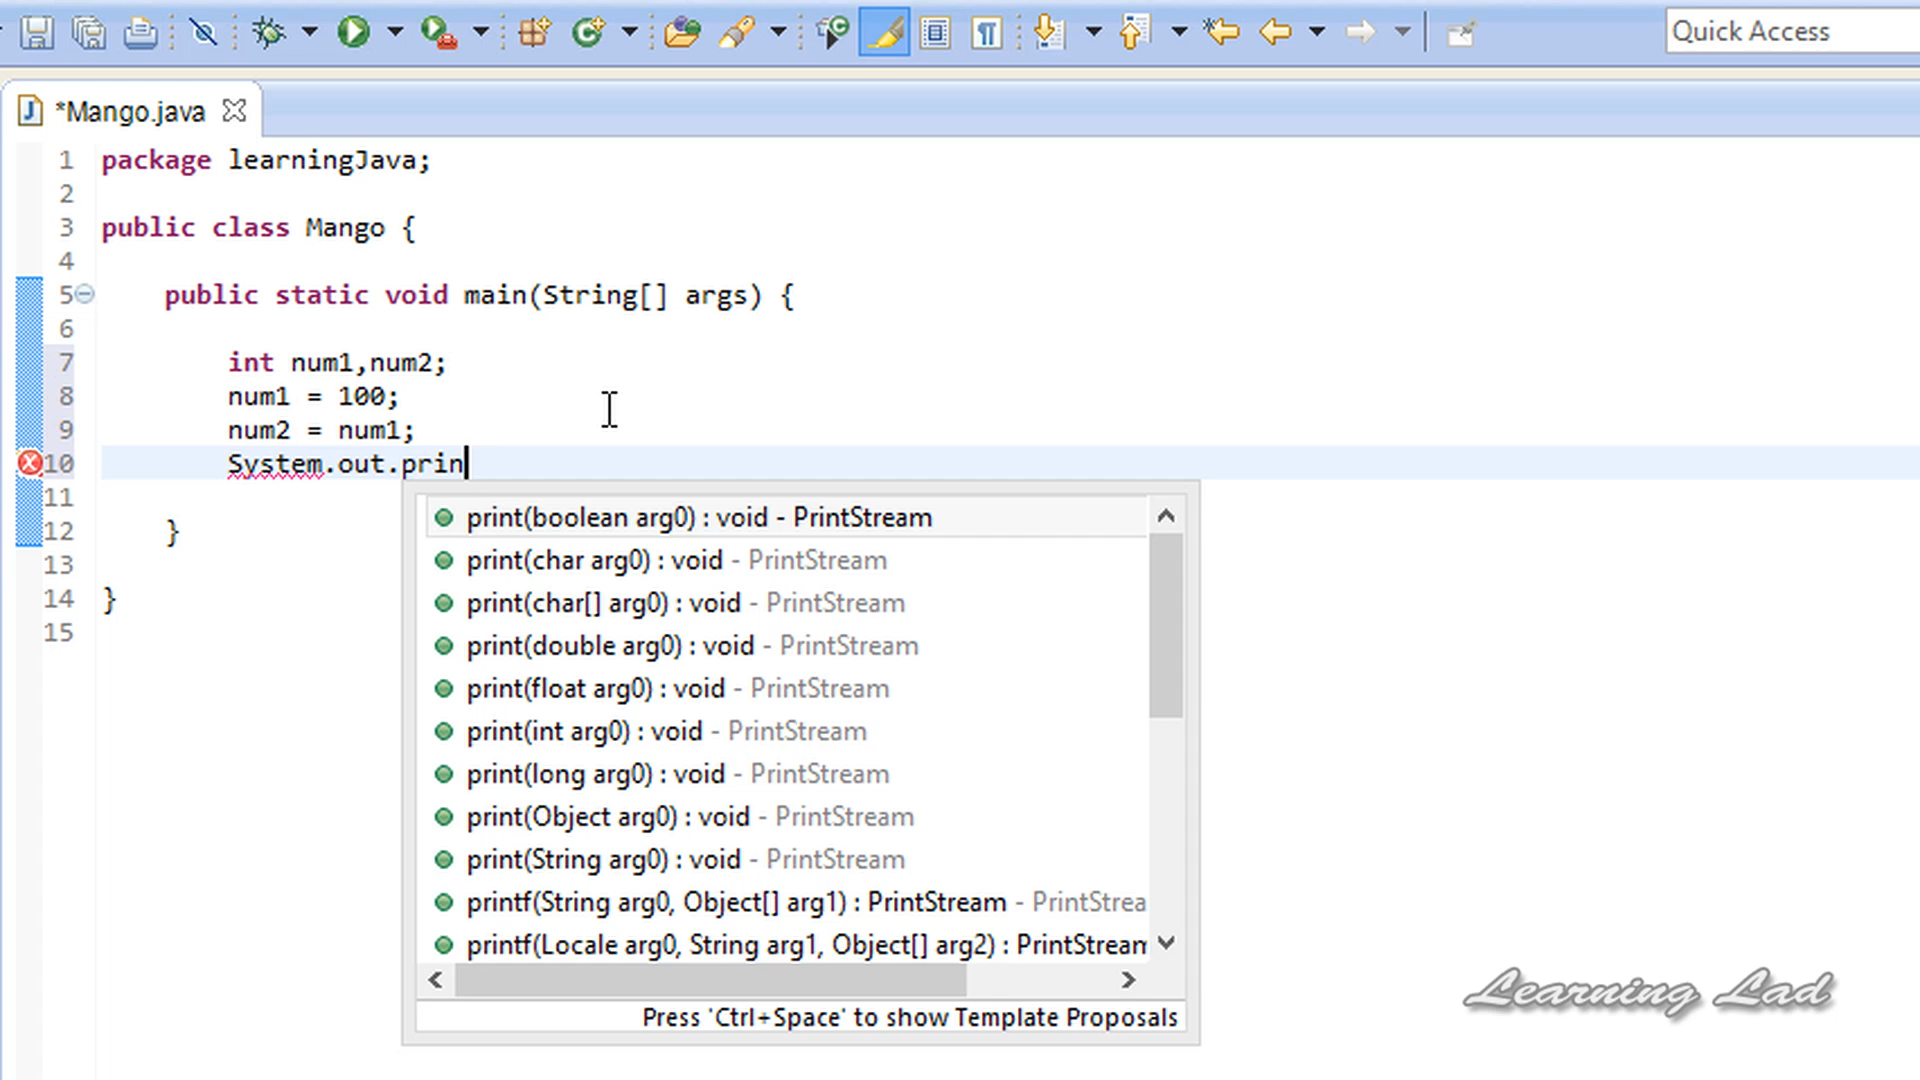 Quick Access
*Mango.java
1 package learningJava;
2
3 public class Mango {
4
5 public static void main(String[] args) {
6
7 int num1,num2;
8 num1 = 100;
9 num2 = num1;
10 System.out.prin
11
12 }
13
14 }
15
print(boolean arg0) : void - PrintStream
print(char arg0) : void - PrintStream
print(char[] arg0) : void - PrintStream
print(double arg0) : void - PrintStream
print(float arg0) : void - PrintStream
print(int arg0) : void - PrintStream
print(long arg0) : void - PrintStream
print(Object arg0) : void - PrintStream
print(String arg0) : void - PrintStream
printf(String arg0, Object[] arg1) : PrintStream - PrintStrea
printf(Locale arg0, String arg1, Object[] arg2) : PrintStream
Press 'Ctrl+Space' to show Template Proposals
Learning Lad